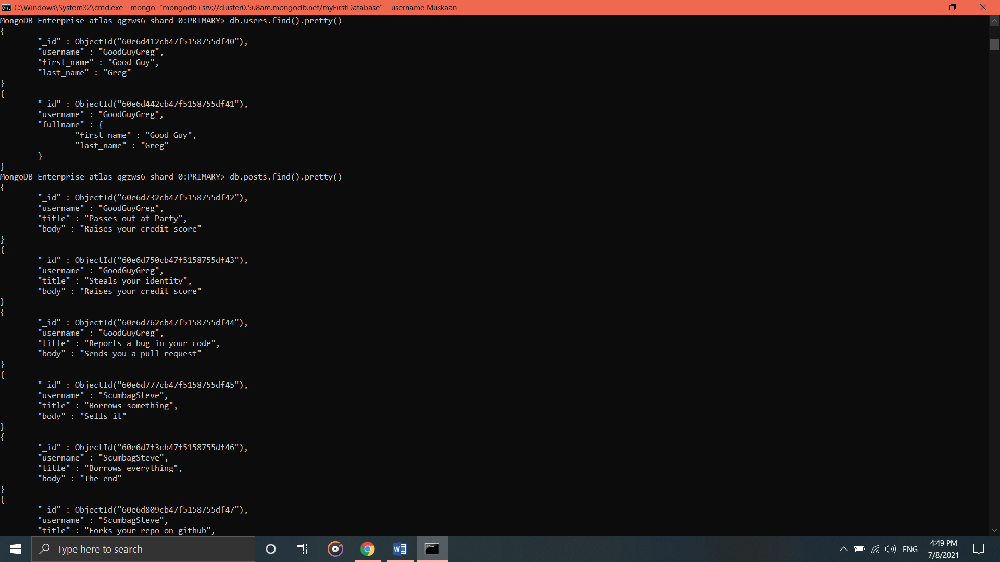 C:\Windows\System32\cmd.exe - mongo "mongodb+srv://cluster0.5u8am.mongodb.net/myFirstDatabase" --username Muskaan
MongoDB Enterprise atlas-qgzws6-shard-0:PRIMARY> db.users.find().pretty()
{
"_id" : ObjectId("60e6d412cb47f5158755df40"),
"username" : "GoodGuyGreg",
"first_name" : "Good Guy",
"last_name" : "Greg"
}
{
"_id" : ObjectId("60e6d442cb47f5158755df41"),
"username" : "GoodGuyGreg",
"fullname" : {
"first_name" : "Good Guy",
"last_name" : "Greg"
}
}
MongoDB Enterprise atlas-qgzws6-shard-0:PRIMARY> db.posts.find().pretty()
{
"_id" : ObjectId("60e6d732cb47f5158755df42"),
"username" : "GoodGuyGreg",
"title" : "Passes out at Party",
"body" : "Raises your credit score"
}
{
"_id" : ObjectId("60e6d750cb47f5158755df43"),
"username" : "GoodGuyGreg",
"title" : "Steals your identity",
"body" : "Raises your credit score"
}
{
"_id" : ObjectId("60e6d762cb47f5158755df44"),
"username" : "GoodGuyGreg",
"title" : "Reports a bug in your code",
"body" : "Sends you a pull request"
}
{
"_id" : ObjectId("60e6d777cb47f5158755df45"),
"username" : "ScumbagSteve",
"title" : "Borrows something",
"body" : "Sells it"
}
{
"_id" : ObjectId("60e6d7f3cb47f5158755df46"),
"username" : "ScumbagSteve",
"title" : "Borrows everything",
"body" : "The end"
}
{
"_id" : ObjectId("60e6d809cb47f5158755df47"),
"username" : "ScumbagSteve",
"title" : "Forks your repo on github",
Type here to search
ENG
4:49 PM
7/8/2021